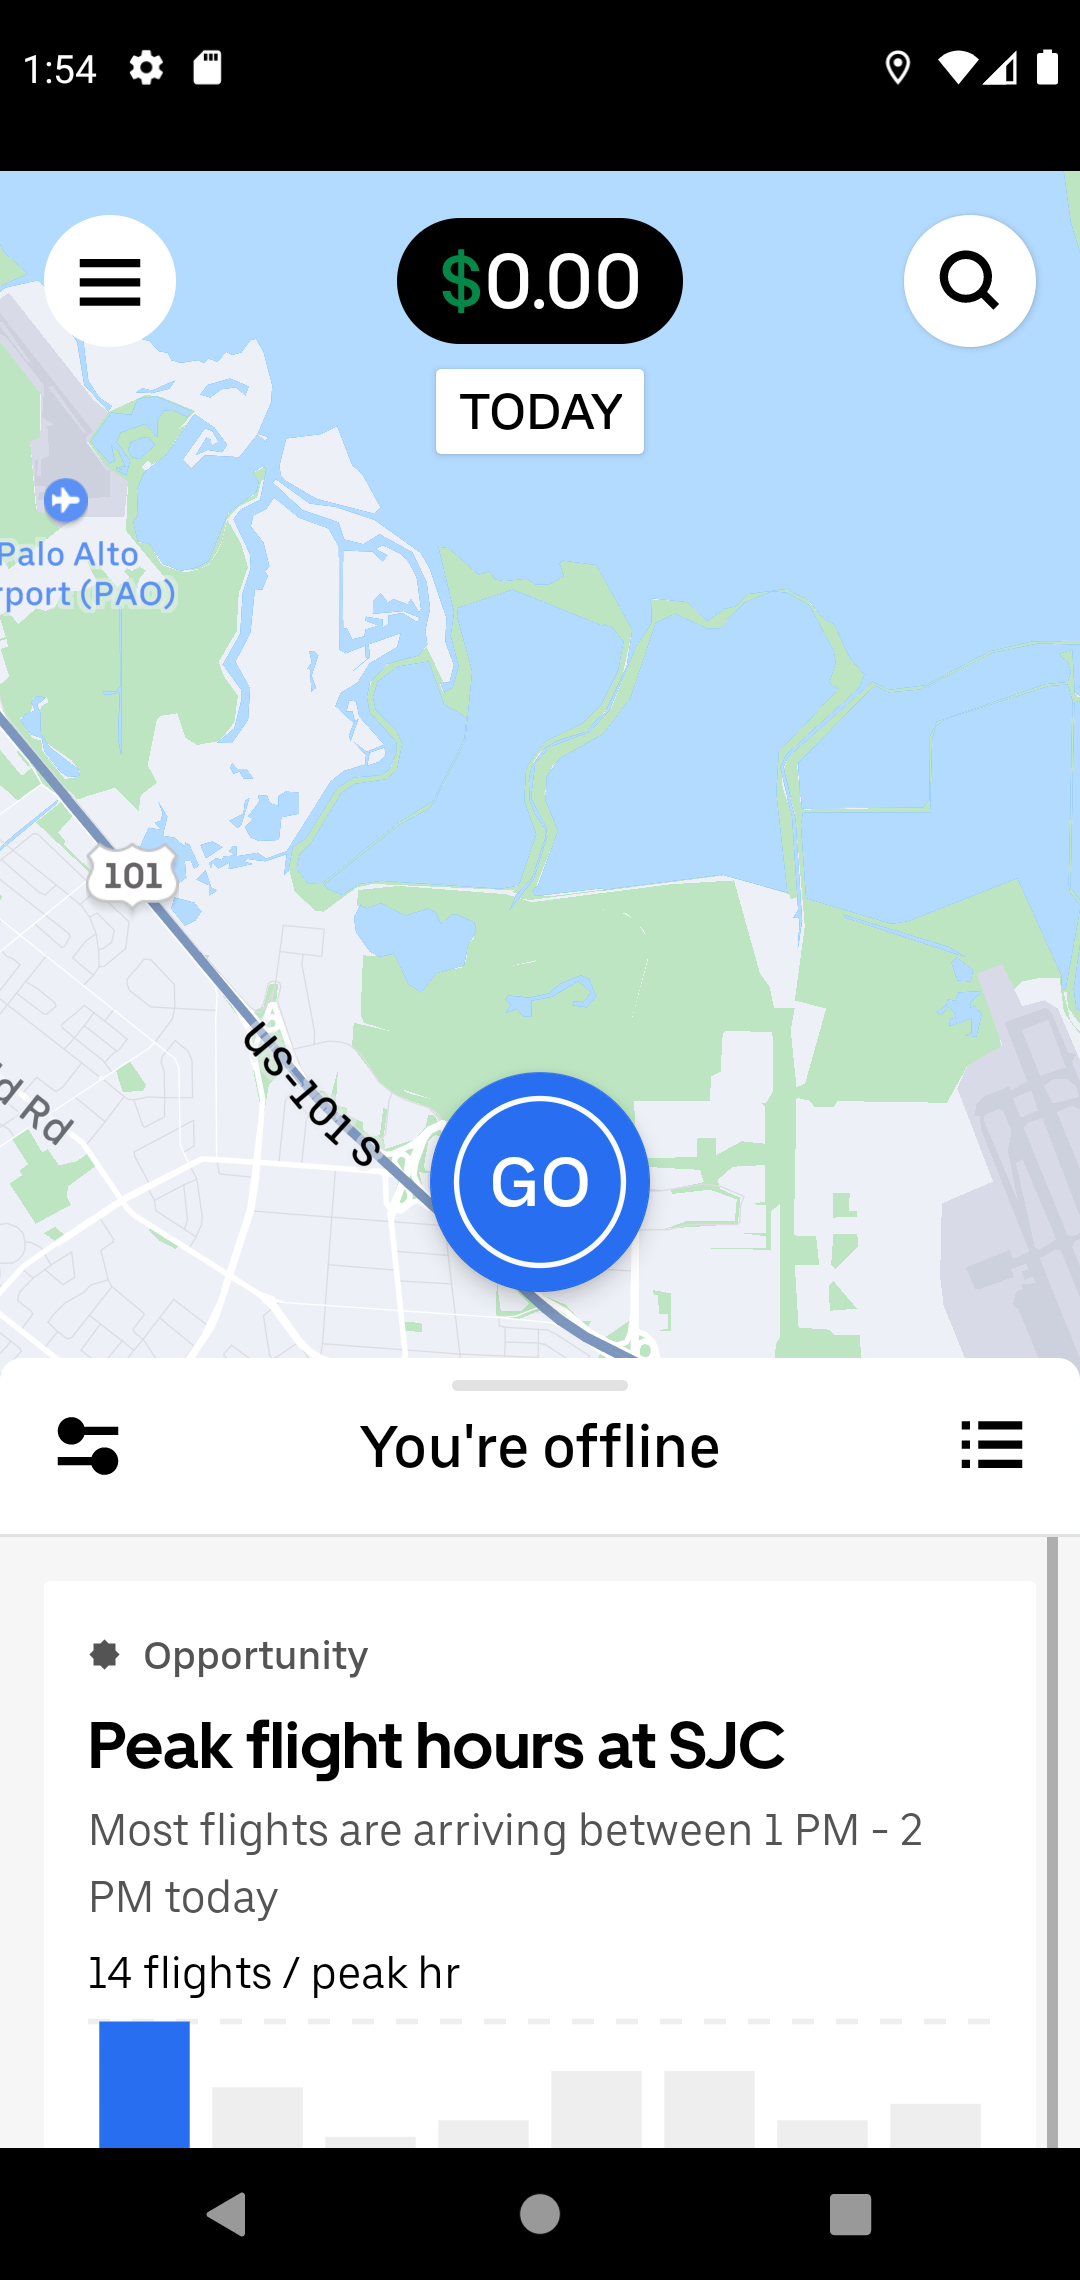 1:54
$0.00
TODAY
Palo Alto
rport (PAO)
101
US-101 S
d Rd
GO
You're offline
Opportunity
Peak flight hours at SJC
Most flights are arriving between 1 PM - 2
PM today
14 flights / peak hr